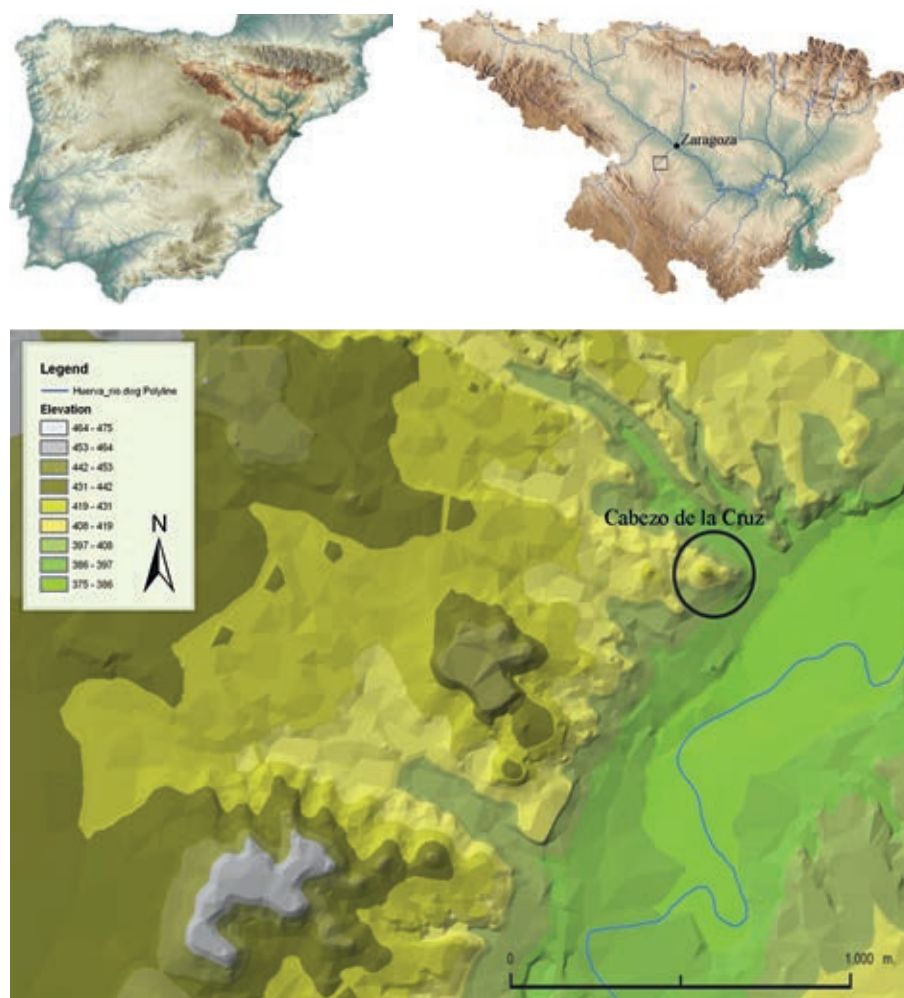 Zaragoza
Legend
Huerva_rio.dwg Polyline
Elevation
464 - 475
453 - 464
442 - 453
431 - 442
419 - 431
408 - 419
397 - 408
386 - 397
375 - 386
N
Cabezo de la Cruz
0 1.000 m.